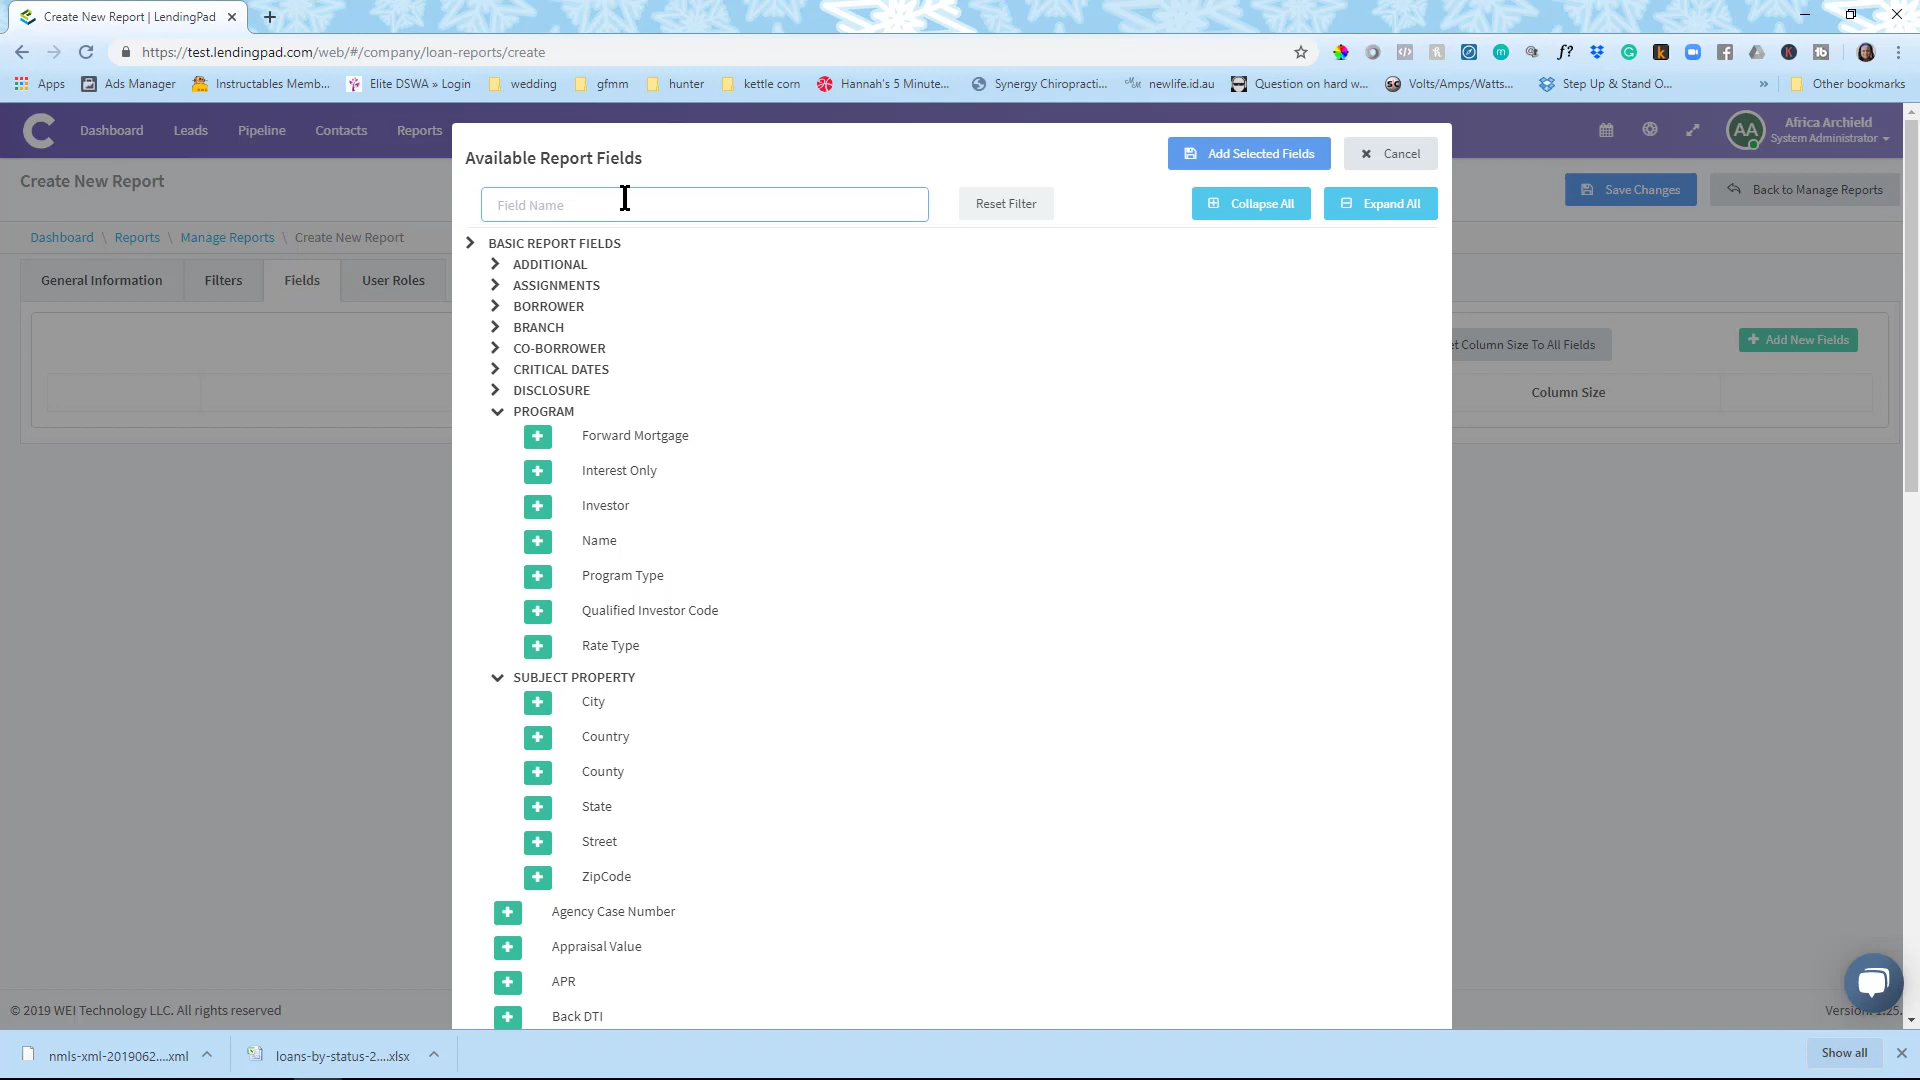 Create New Report | LendingPad
https://test.lendingpad.com/web/#/company/loan-reports/create
Apps
Ads Manager
Instructables Memb...
Elite DSWA » Login
wedding
gfmm
hunter
kettle corn
Hannah's 5 Minute...
Synergy Chiropracti...
newlife.id.au
Question on hard w...
Volts/Amps/Watts...
Step Up & Stand O...
»
Other bookmarks
Dashboard
Leads
Pipeline
Contacts
Reports
AA
Africa Archield
System Administrator
Create New Report
Save Changes
Back to Manage Reports
Dashboard \ Reports \ Manage Reports \ Create New Report
General Information
Filters
Fields
User Roles
t Column Size To All Fields
Add New Fields
Column Size
Available Report Fields
Add Selected Fields
Cancel
Field Name
Reset Filter
Collapse All
Expand All
BASIC REPORT FIELDS
ADDITIONAL
ASSIGNMENTS
BORROWER
BRANCH
CO-BORROWER
CRITICAL DATES
DISCLOSURE
PROGRAM
Forward Mortgage
Interest Only
Investor
Name
Program Type
Qualified Investor Code
Rate Type
SUBJECT PROPERTY
City
Country
County
State
Street
ZipCode
Agency Case Number
Appraisal Value
APR
Back DTI
© 2019 WEI Technology LLC. All rights reserved
nmls-xml-2019062....xml
loans-by-status-2....xlsx
Show all